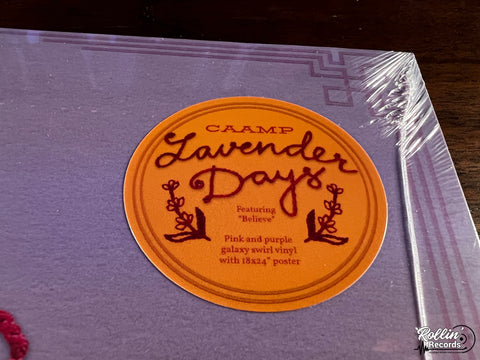 CAAMP
Lavender
Days
Featuring
"Believe"
Pink and purple
galaxy swirl vinyl
with 18x24" poster
Rollin'
Records